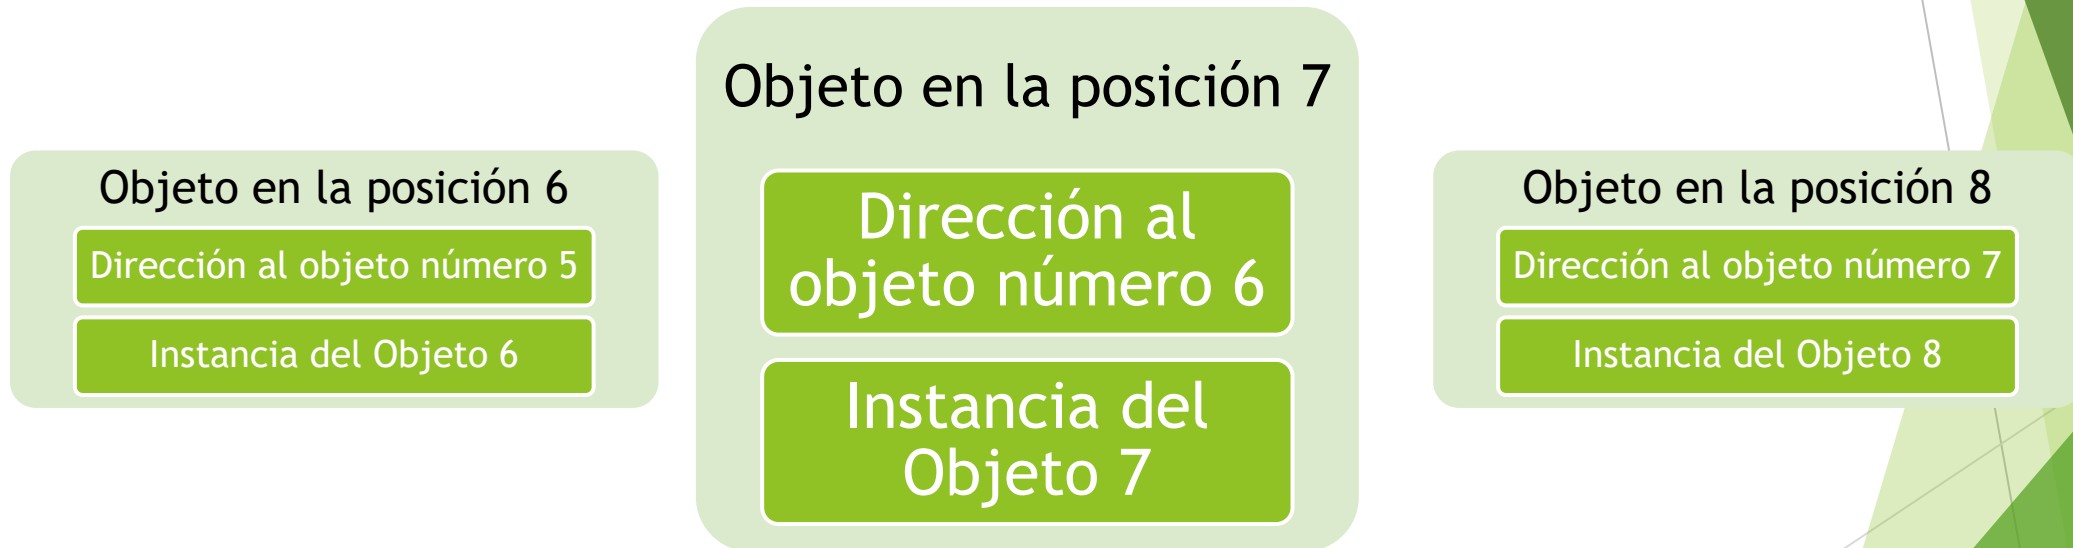 Objeto en la posición 6
Dirección al objeto número 5
Instancia del Objeto 6
Objeto en la posición 7
Dirección al
objeto número 6
Instancia del
Objeto 7
Objeto en la posición 8
Dirección al objeto número 7
Instancia del Objeto 8